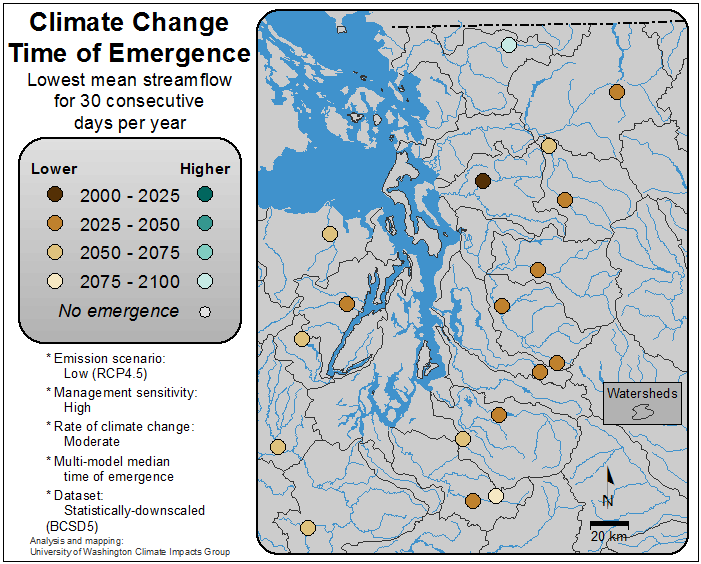 Climate Change
Time of Emergence
Lowest mean streamflow
for 30 consecutive
days per year
Lower Higher
2000 - 2025
2025 - 2050
2050 - 2075
2075 - 2100
No emergence
* Emission scenario:
Low (RCP4.5)
* Management sensitivity:
High
* Rate of climate change:
Moderate
* Multi-model median
time of emergence
* Dataset:
Statistically-downscaled
(BCSD5)
Analysis and mapping:
University of Washington Climate Impacts Group
Watersheds
N
20 km